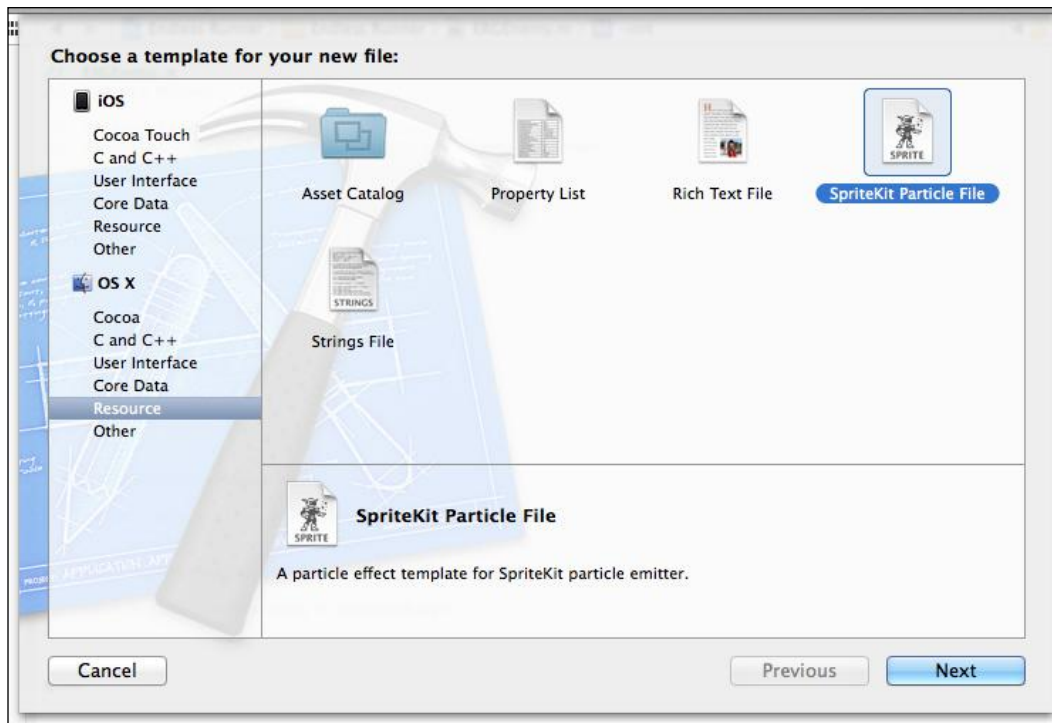 Choose a template for your new file:
iOS
Cocoa Touch
C and C++
User Interface
Core Data
Resource
Other
OS X
Cocoa
C and C++
User Interface
Core Data
Resource
Other
Asset Catalog
Property List
Rich Text File
SPRITE
SpriteKit Particle File
STRINGS
Strings File
SPRITE
SpriteKit Particle File
A particle effect template for SpriteKit particle emitter.
Cancel
Previous
Next